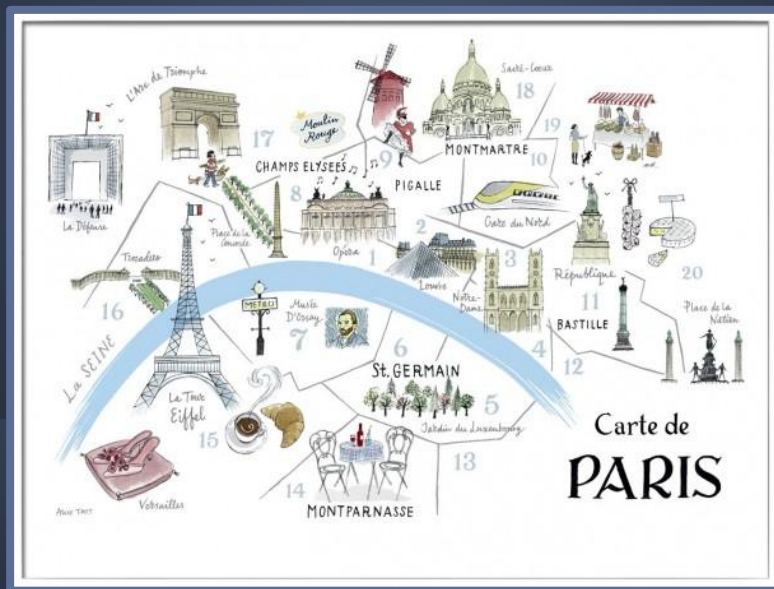 L'Arc de Triomphe
Moulin
Rouge
Sacré-Coeur
18
17
19
MONTMARTRE
10
9
CHAMPS ELYSEES
PIGALLE
8
La Défense
Place de la
Concorde
Opéra
Gare du Nord
2
1
Louvre
3
République
20
Trocadero
16
METRO
Musée
D'Orsay
7
Notre-
Dame
11
BASTILLE
Place de la
Nation
La SEINE
6
4
12
St. GERMAIN
La Tour
Eiffel
5
15
Jardin du Luxembourg
13
14
MONTPARNASSE
Versailles
Carte de
PARIS